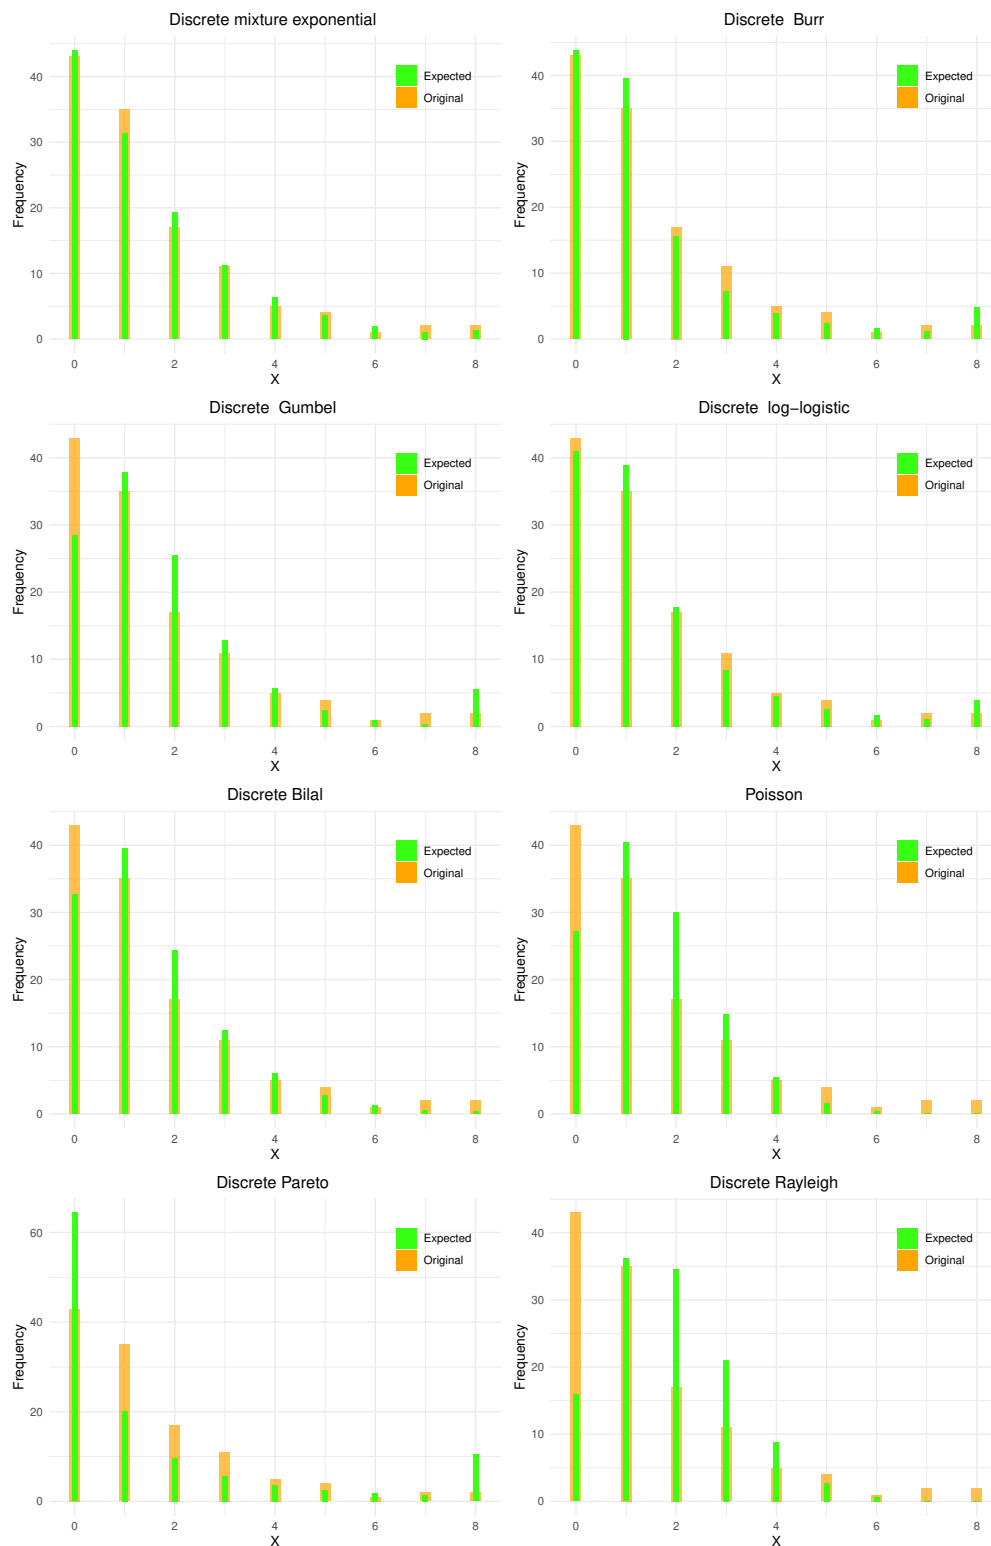 Discrete mixture exponential
Frequency
40
30
20
10
0
0 2 4 6 8
X
Expected
Original
Discrete Burr
Frequency
40
30
20
10
0
0 2 4 6 8
X
Expected
Original
Discrete Gumbel
Frequency
40
30
20
10
0
0 2 4 6 8
X
Expected
Original
Discrete log−logistic
Frequency
40
30
20
10
0
0 2 4 6 8
X
Expected
Original
Discrete Bilal
Frequency
40
30
20
10
0
0 2 4 6 8
X
Expected
Original
Poisson
Frequency
40
30
20
10
0
0 2 4 6 8
X
Expected
Original
Discrete Pareto
Frequency
60
40
20
0
0 2 4 6 8
X
Expected
Original
Discrete Rayleigh
Frequency
40
30
20
10
0
0 2 4 6 8
X
Expected
Original